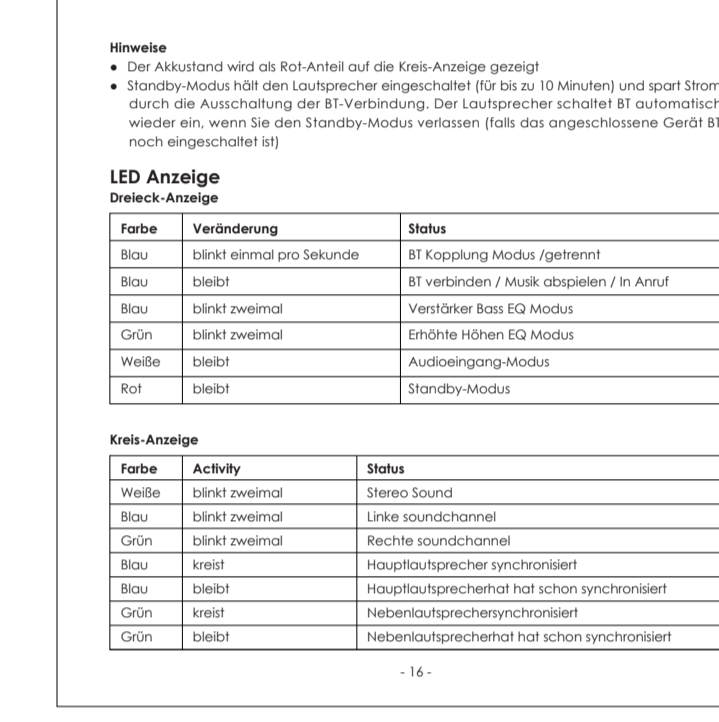 Hinweise
● Der Akkustand wird als Rot-Anteil auf die Kreis-Anzeige gezeigt
● Standby-Modus hält den Lautsprecher eingeschaltet (für bis zu 10 Minuten) und spart Strom
durch die Ausschaltung der BT-Verbindung. Der Lautsprecher schaltet BT automatisch
wieder ein, wenn Sie den Standby-Modus verlassen (falls das angeschlossene Gerät BT
noch eingeschaltet ist)
LED Anzeige
Dreieck-Anzeige
Farbe Veränderung Status
Blau blinkt einmal pro Sekunde BT Kopplung Modus /getrennt
Blau bleibt BT verbinden / Musik abspielen / In Anruf
Blau blinkt zweimal Verstärker Bass EQ Modus
Grün blinkt zweimal Erhöhte Höhen EQ Modus
Weiße bleibt Audioeingang-Modus
Rot bleibt Standby-Modus
Kreis-Anzeige
Farbe Activity Status
Weiße blinkt zweimal Stereo Sound
Blau blinkt zweimal Linke soundchannel
Grün blinkt zweimal Rechte soundchannel
Blau kreist Hauptlautsprecher synchronisiert
Blau bleibt Hauptlautsprecherhat hat schon synchronisiert
Grün kreist Nebenlautsprechersynchronisiert
Grün bleibt Nebenlautsprecherhat hat schon synchronisiert
- 16 -